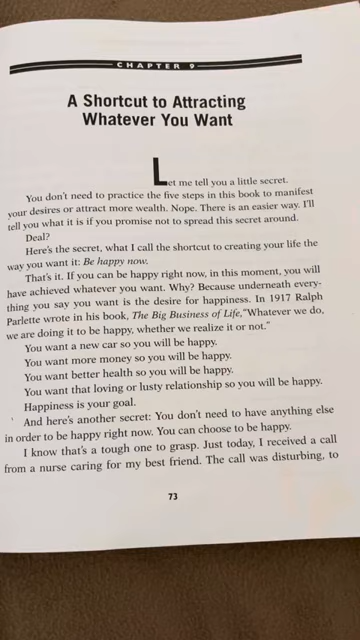 CHAPTER 9
A Shortcut to Attracting
Whatever You Want
Let me tell you a little secret.
You don't need to practice the five steps in this book to manifest
your desires or attract more wealth. Nope. There is an easier way. I'll
tell you what it is if you promise not to spread this secret around.
Deal?
Here's the secret, what I call the shortcut to creating your life the
way you want it: Be happy now.
That's it. If you can be happy right now, in this moment, you will
have achieved whatever you want. Why? Because underneath every-
thing you say you want is the desire for happiness. In 1917 Ralph
Parlette wrote in his book, The Big Business of Life, "Whatever we do,
we are doing it to be happy, whether we realize it or not."
You want a new car so you will be happy.
You want more money so you will be happy.
You want better health so you will be happy.
You want that loving or lusty relationship so you will be happy.
Happiness is your goal.
And here's another secret: You don't need to have anything else
in order to be happy right now. You can choose to be happy.
I know that's a tough one to grasp. Just today, I received a call
from a nurse caring for my best friend. The call was disturbing, to
73